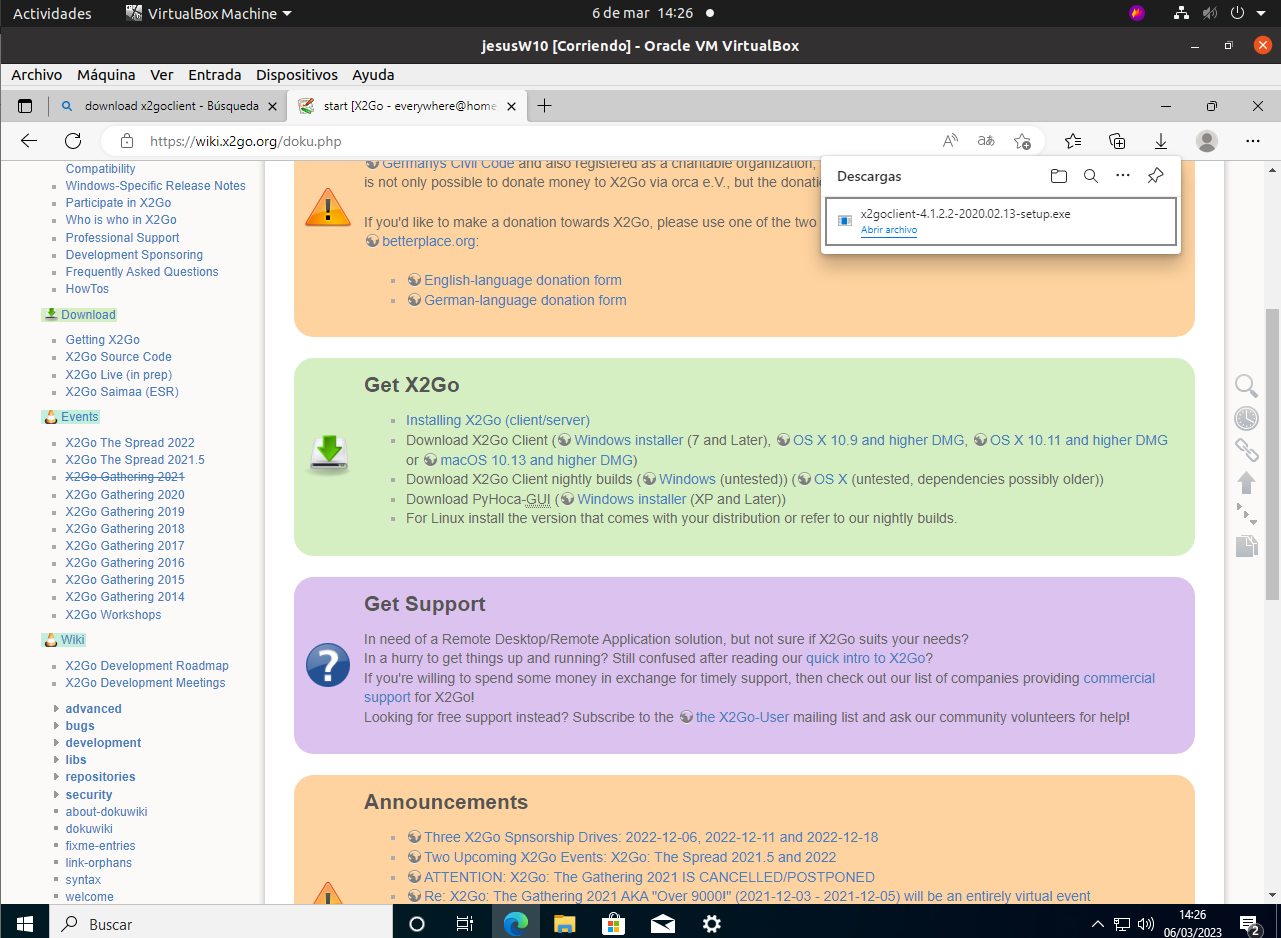 Actividades
VirtualBox Machine
6 de mar 14:26
jesusW10 [Corriendo] - Oracle VM VirtualBox
Archivo Máquina Ver Entrada Dispositivos Ayuda
download x2goclient - Búsqueda
start [X2Go - everywhere@home
https://wiki.x2go.org/doku.php
Descargas
x2goclient-4.1.2.2-2020.02.13-setup.exe
Abrir archivo
Compatibility
Windows-Specific Release Notes
Participate in X2Go
Who is who in X2Go
Professional Support
Development Sponsoring
Frequently Asked Questions
HowTos
Download
Getting X2Go
X2Go Source Code
X2Go Live (in prep)
X2Go Saimaa (ESR)
Events
X2Go The Spread 2022
X2Go The Spread 2021.5
X2Go Gathering 2021
X2Go Gathering 2020
X2Go Gathering 2019
X2Go Gathering 2018
X2Go Gathering 2017
X2Go Gathering 2016
X2Go Gathering 2015
X2Go Gathering 2014
X2Go Workshops
Wiki
X2Go Development Roadmap
X2Go Development Meetings
advanced
bugs
development
libs
repositories
security
about-dokuwiki
dokuwiki
fixme-entries
link-orphans
syntax
welcome
Germanys Civil Code and also registered as a charitable organization,
is not only possible to donate money to X2Go via orca e.V., but the donati
If you'd like to make a donation towards X2Go, please use one of the two
betterplace.org:
English-language donation form
German-language donation form
Get X2Go
Installing X2Go (client/server)
Download X2Go Client (Windows installer (7 and Later), OS X 10.9 and higher DMG, OS X 10.11 and higher DMG
or macOS 10.13 and higher DMG)
Download X2Go Client nightly builds (Windows (untested)) (OS X (untested, dependencies possibly older))
Download PyHoca-GUI (Windows installer (XP and Later))
For Linux install the version that comes with your distribution or refer to our nightly builds.
Get Support
In need of a Remote Desktop/Remote Application solution, but not sure if X2Go suits your needs?
In a hurry to get things up and running? Still confused after reading our quick intro to X2Go?
If you're willing to spend some money in exchange for timely support, then check out our list of companies providing commercial
support for X2Go!
Looking for free support instead? Subscribe to the the X2Go-User mailing list and ask our community volunteers for help!
Announcements
Three X2Go Spnsorship Drives: 2022-12-06, 2022-12-11 and 2022-12-18
Two Upcoming X2Go Events: X2Go: The Spread 2021.5 and 2022
ATTENTION: X2Go: The Gathering 2021 IS CANCELLED/POSTPONED
Re: X2Go: The Gathering 2021 AKA "Over 9000!" (2021-12-03 - 2021-12-05) will be an entirely virtual event
Buscar
14:26
06/03/2023
2